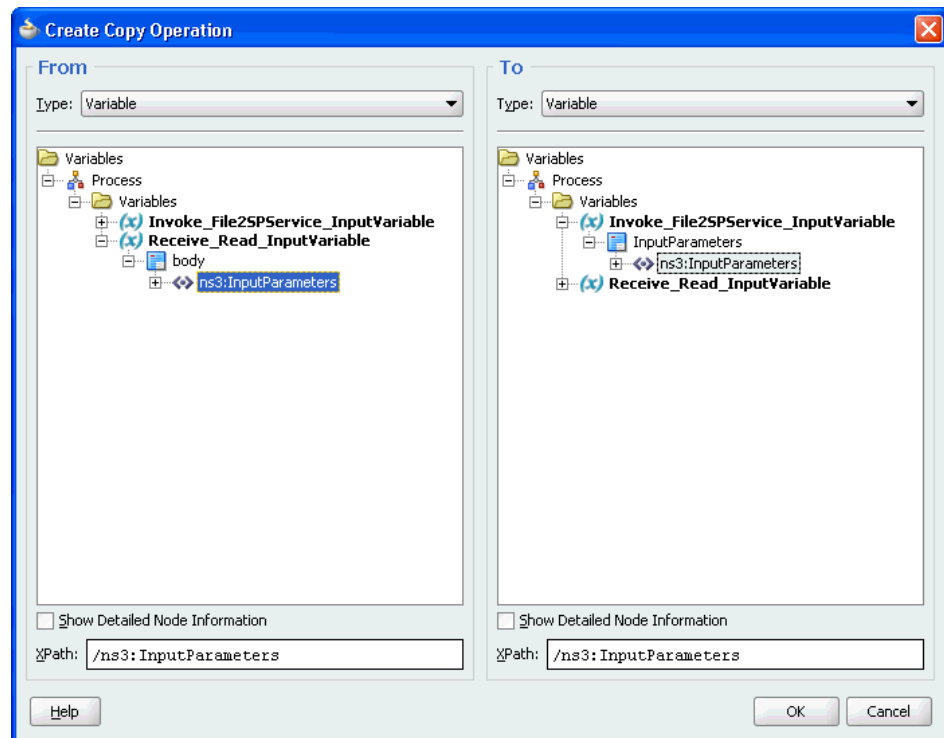 Create Copy Operation
From
Type: Variable
Variables
Process
Variables
Invoke_File2SPService_InputVariable
Receive_Read_InputVariable
body
ns3:InputParameters
Show Detailed Node Information
XPath: /ns3:InputParameters
To
Type: Variable
Variables
Process
Variables
Invoke_File2SPService_InputVariable
InputParameters
ns3:InputParameters
Receive_Read_InputVariable
Show Detailed Node Information
XPath: /ns3:InputParameters
Help
OK
Cancel